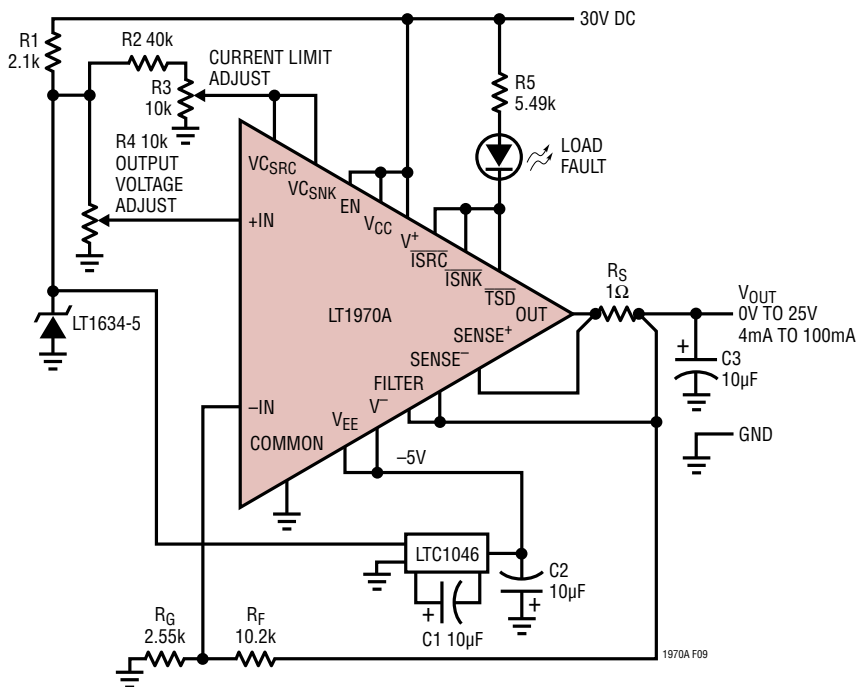 30V DC
R1
2.1k
R2 40k
R3
10k
CURRENT LIMIT
ADJUST
R4 10k
OUTPUT
VOLTAGE
ADJUST
R5
5.49k
LOAD
FAULT
VCSRC
VCSNK
EN
VCC
V+
ISRC
ISNK
TSD
OUT
+IN
LT1970A
SENSE+
SENSE–
FILTER
V–
VEE
–IN
COMMON
RS
1Ω
VOUT
0V TO 25V
4mA TO 100mA
+
C3
10µF
GND
LT1634-5
–5V
LTC1046
+
C1 10µF
C2
10µF
+
RG
2.55k
RF
10.2k
1970A F09